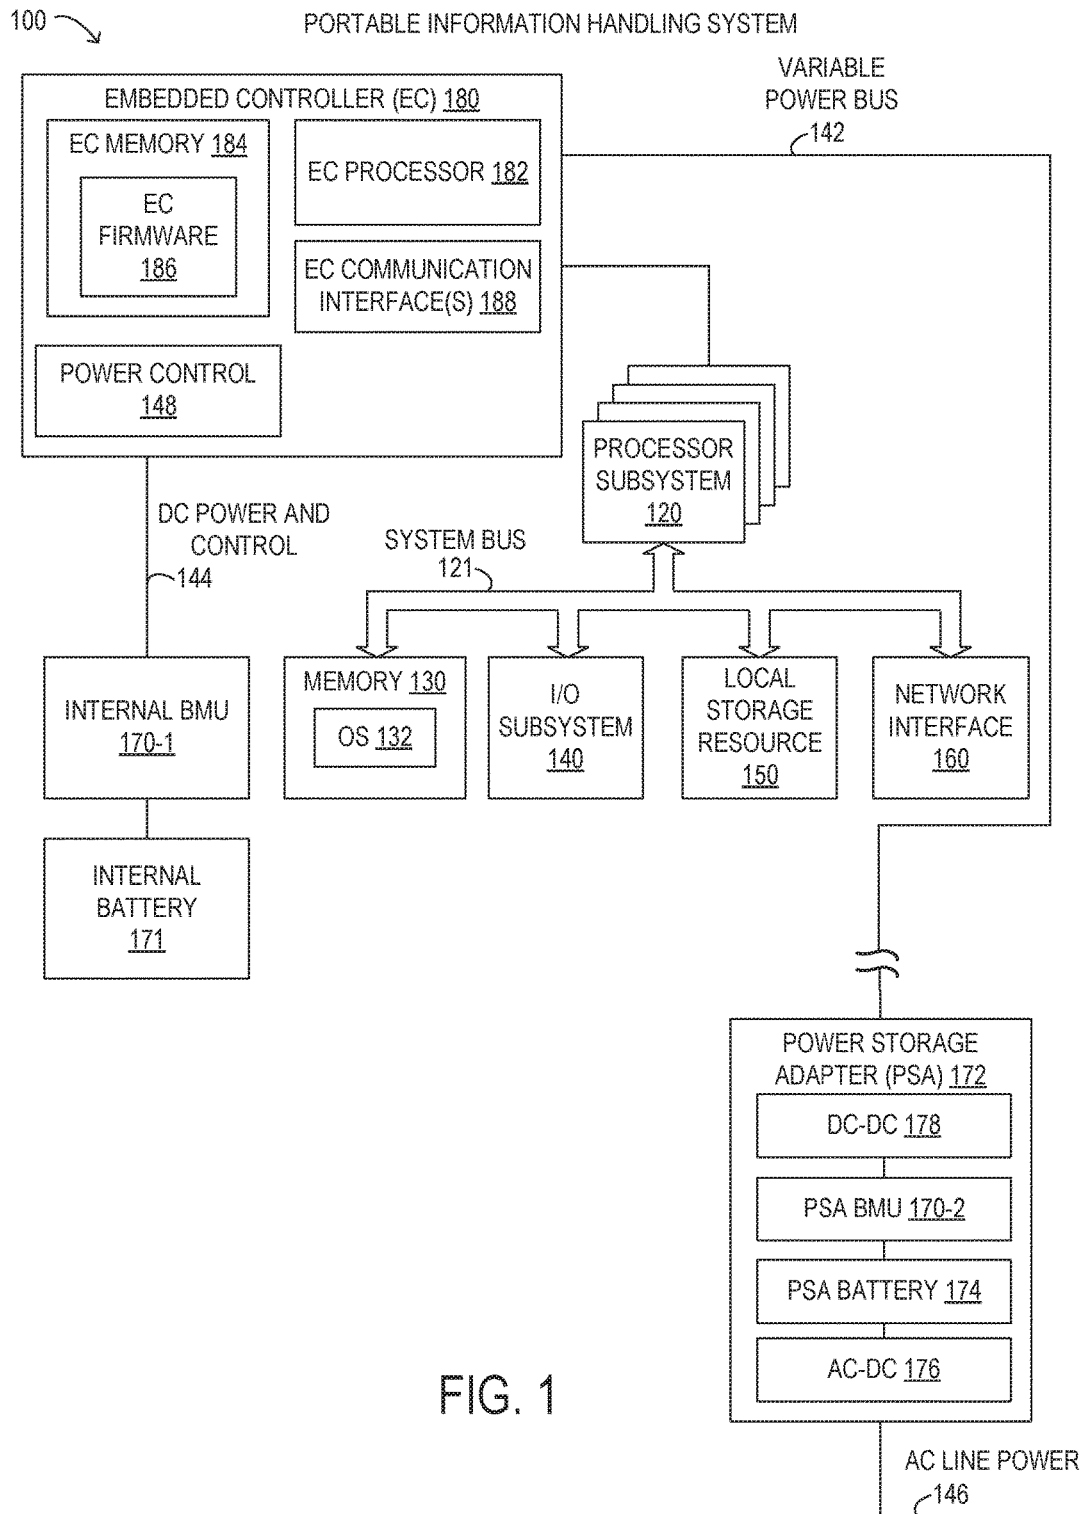 100
PORTABLE INFORMATION HANDLING SYSTEM
VARIABLE
POWER BUS
142
EMBEDDED CONTROLLER (EC) 180
EC MEMORY 184
EC
FIRMWARE
186
EC PROCESSOR 182
EC COMMUNICATION
INTERFACE(S) 188
POWER CONTROL
148
PROCESSOR
SUBSYSTEM
120
DC POWER AND
CONTROL
144
SYSTEM BUS
121
INTERNAL BMU
170-1
MEMORY 130
OS 132
I/O
SUBSYSTEM
140
LOCAL
STORAGE
RESOURCE
150
NETWORK
INTERFACE
160
INTERNAL
BATTERY
171
POWER STORAGE
ADAPTER (PSA) 172
DC-DC 178
PSA BMU 170-2
PSA BATTERY 174
AC-DC 176
FIG. 1
AC LINE POWER
146